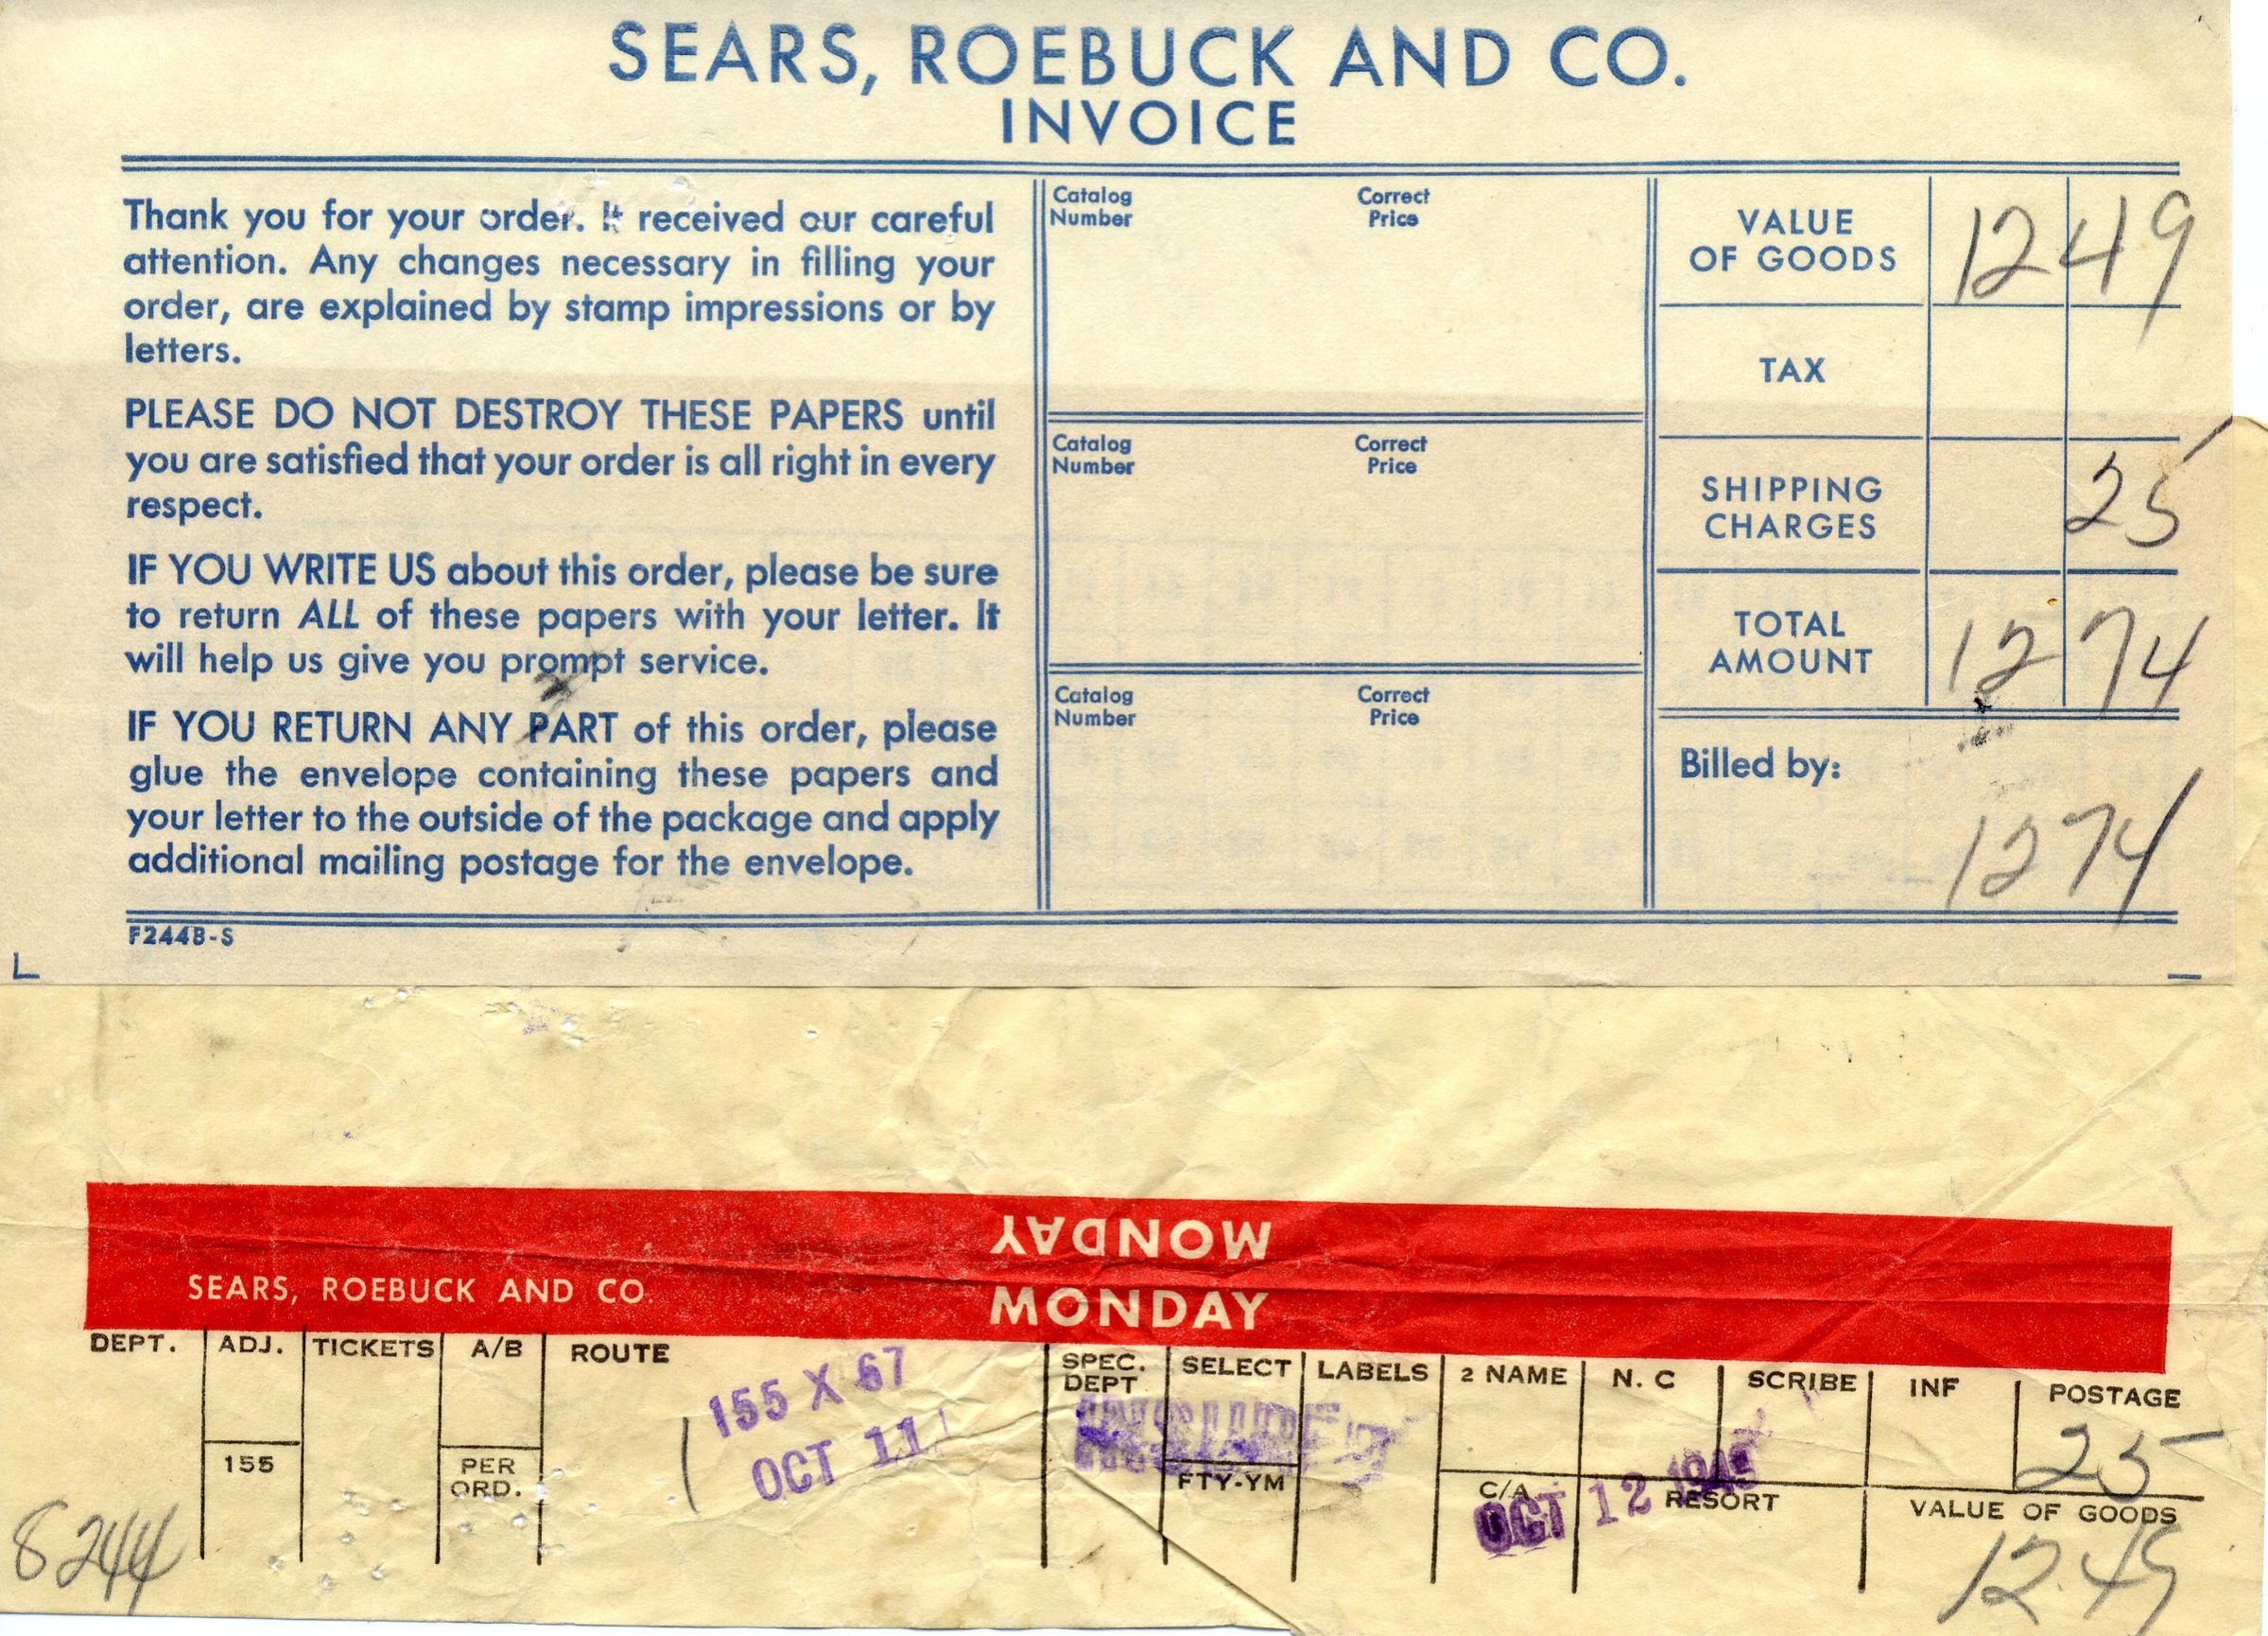 SEARS, ROEBUCK AND CO.
INVOICE
Thank you for your order. It received our careful
attention. Any changes necessary in filling your
order, are explained by stamp impressions or by
letters.
PLEASE DO NOT DESTROY THESE PAPERS until
you are satisfied that your order is all right in every
respect.
IF YOU WRITE US about this order, please be sure
to return ALL of these papers with your letter. It
will help us give you prompt service.
IF YOU RETURN ANY PART of this order, please
glue the envelope containing these papers and
your letter to the outside of the package and apply
additional mailing postage for the envelope.
F244B-S
Catalog Number
Correct Price
Catalog Number
Correct Price
Catalog Number
Correct Price
VALUE OF GOODS 12 49
TAX
SHIPPING CHARGES 25
TOTAL AMOUNT 12 74
Billed by:
12 74
MONDAY
SEARS, ROEBUCK AND CO. MONDAY
DEPT. ADJ. TICKETS A/B ROUTE SPEC. DEPT SELECT LABELS 2 NAME N. C SCRIBE INF POSTAGE
155 X 67
OCT 11
25
155 PER ORD. FTY-YM C/A RESORT VALUE OF GOODS
OCT 12
8244
12.49